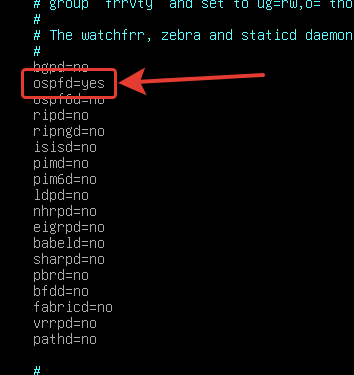 # group "frrvty" and set to ug=rw,o= tho
#
# The watchfrr, zebra and staticd daemon
#
bgpd=no
ospfd=yes
ospf6d=no
ripd=no
ripngd=no
isisd=no
pimd=no
pim6d=no
ldpd=no
nhrpd=no
eigrpd=no
babeld=no
sharpd=no
pbrd=no
bfdd=no
fabricd=no
vrrpd=no
pathd=no
#